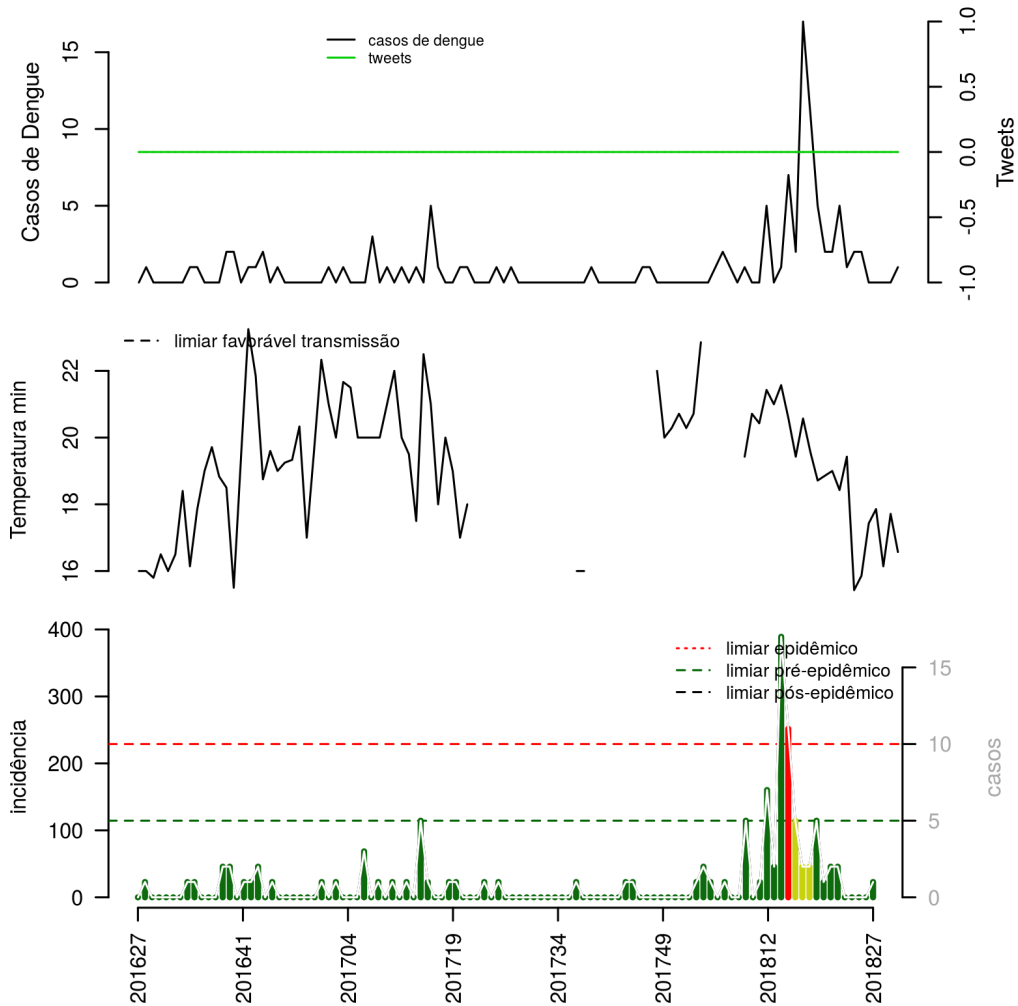 casos de dengue
tweets
Casos de Dengue
0
5
10
15
Tweets
-1.0
-0.5
0.0
0.5
1.0
limiar favorável transmissão
Temperatura min
16
18
20
22
limiar epidêmico
limiar pré-epidêmico
limiar pós-epidêmico
incidência
0
100
200
300
400
casos
0
5
10
15
201627
201641
201704
201719
201734
201749
201812
201827